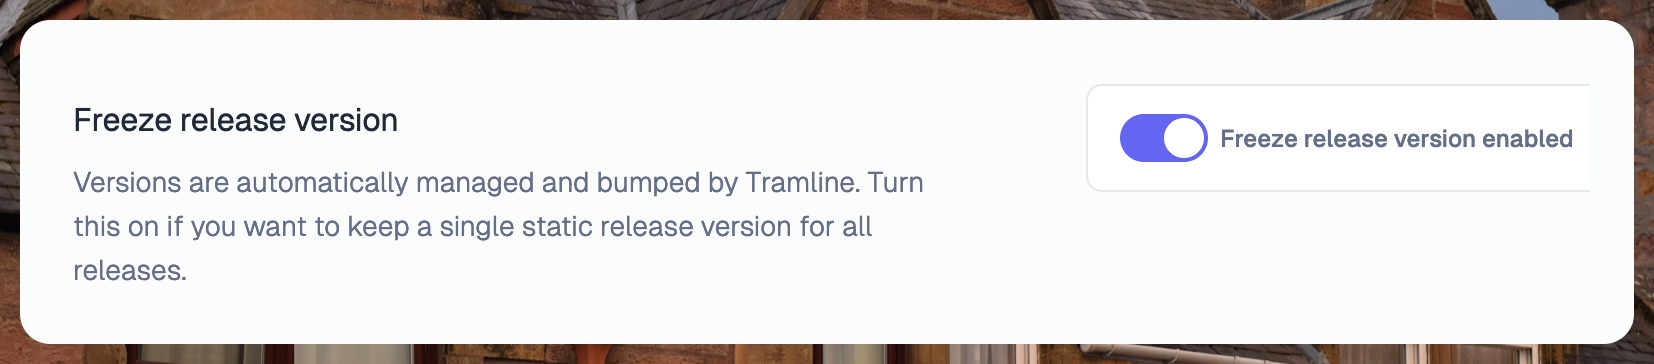 Freeze release version
Versions are automatically managed and bumped by Tramline. Turn
this on if you want to keep a single static release version for all
releases.
Freeze release version enabled